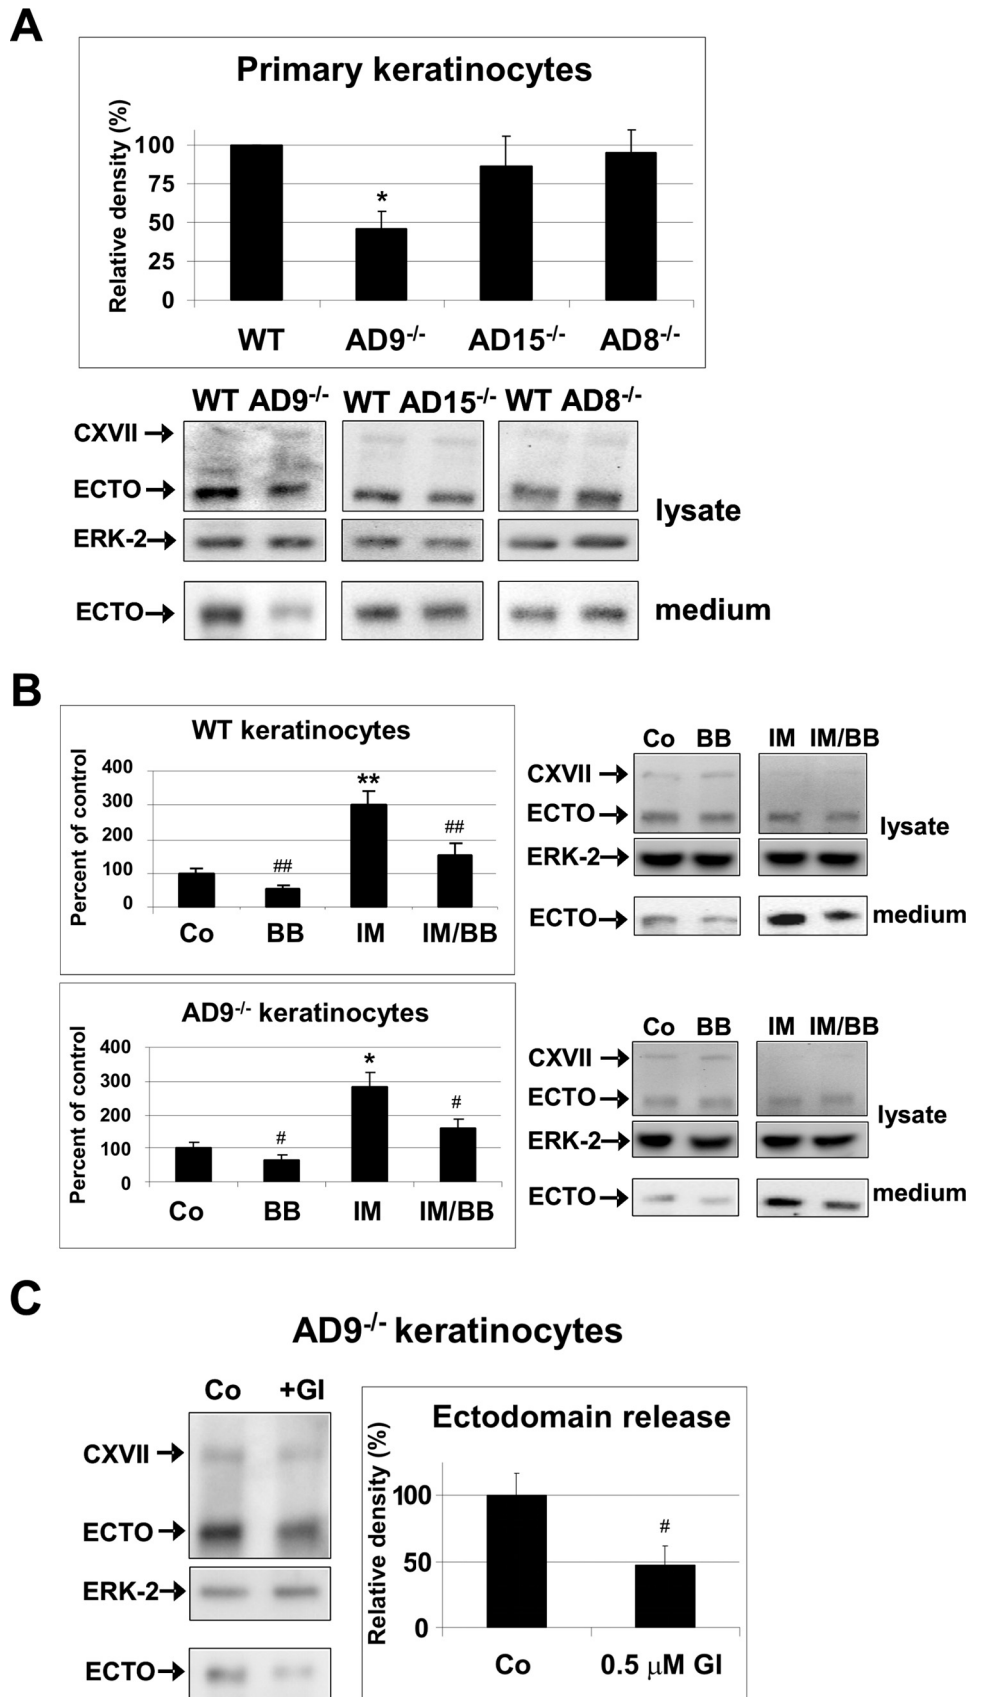 A
Primary keratinocytes
Relative density (%)
100
75
50
25
0
*
WT AD9-/- AD15-/- AD8-/-
WT AD9-/- WT AD15-/- WT AD8-/-
CXVII
ECTO
lysate
ERK-2
ECTO
medium
B
WT keratinocytes
Percent of control
400
300
200
100
0
## ** ##
Co BB IM IM/BB
Co BB IM IM/BB
CXVII
ECTO
lysate
ERK-2
ECTO
medium
AD9-/- keratinocytes
Percent of control
400
300
200
100
0
# * #
Co BB IM IM/BB
Co BB IM IM/BB
CXVII
ECTO
lysate
ERK-2
ECTO
medium
C
AD9-/- keratinocytes
Co +GI
CXVII
ECTO
ERK-2
ECTO
Ectodomain release
Relative density (%)
100
50
0
#
Co 0.5 μM GI